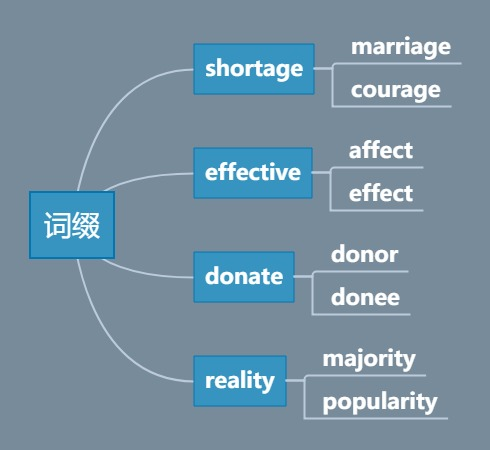 词缀
shortage
marriage
courage
effective
affect
effect
donate
donor
donee
reality
majority
popularity